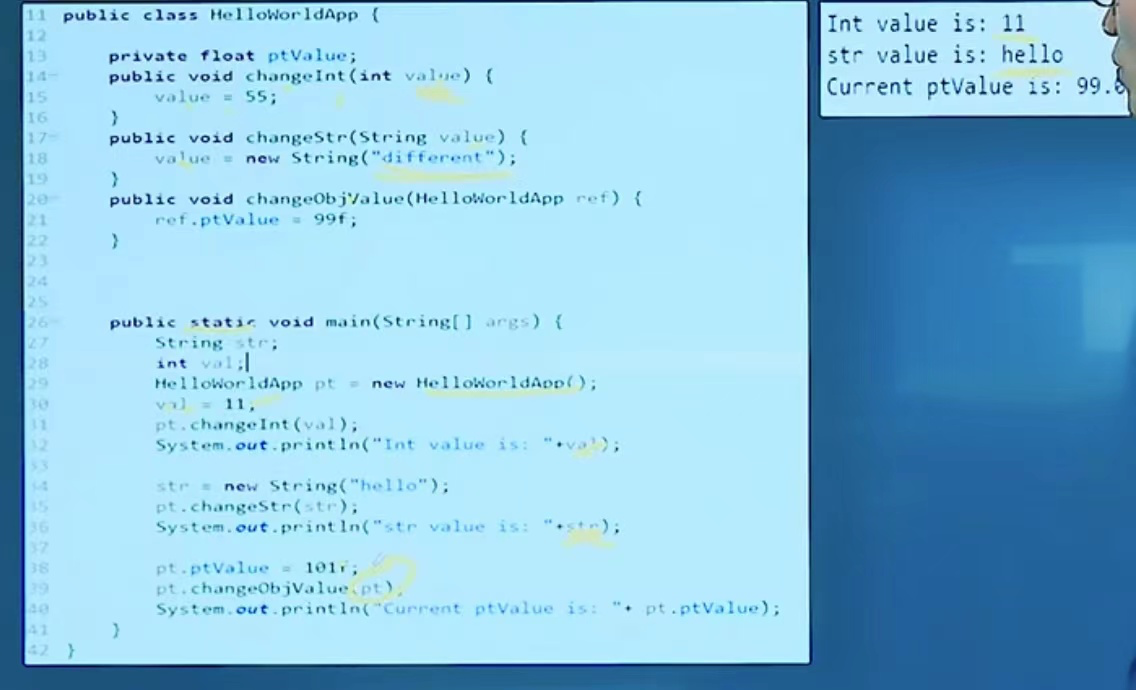 11 public class HelloWorldApp {
12
13 private float ptValue;
14 public void changeInt(int value) {
15 value = 55;
16 }
17 public void changeStr(String value) {
18 value = new String("different");
19 }
20 public void changeObjValue(HelloWorldApp ref) {
21 ref.ptValue = 99f;
22 }
23
24
25
26 public static void main(String[] args) {
27 String str;
28 int val;
29 HelloWorldApp pt = new HelloWorldApp();
30 val = 11;
31 pt.changeInt(val);
32 System.out.println("Int value is: "+val);
33
34 str = new String("hello");
35 pt.changeStr(str);
36 System.out.println("str value is: "+str);
37
38 pt.ptValue = 101f;
39 pt.changeObjValue(pt);
40 System.out.println("Current ptValue is: "+ pt.ptValue);
41 }
42 }
Int value is: 11
str value is: hello
Current ptValue is: 99.0